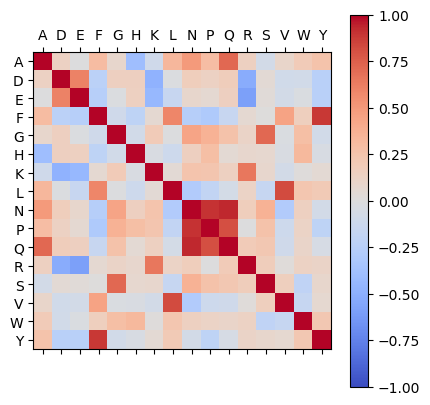 A D E F G H K L N P Q R S V W Y
A
D
E
F
G
H
K
L
N
P
Q
R
S
V
W
Y
1.00
0.75
0.50
0.25
0.00
−0.25
−0.50
−0.75
−1.00